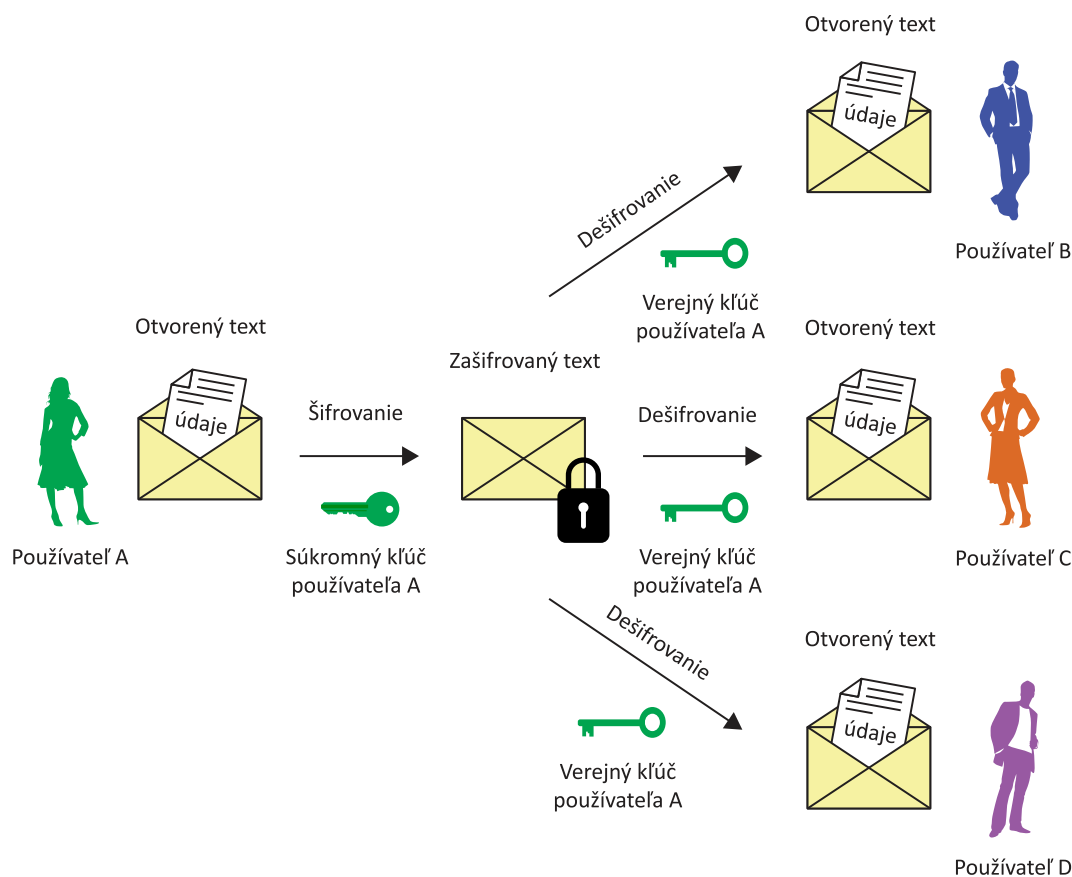 Otvorený text
údaje
Používateľ B
Dešifrovanie
Verejný kľúč
používateľa A
Otvorený text
údaje
Používateľ A
Šifrovanie
Súkromný kľúč
používateľa A
Zašifrovaný text
Dešifrovanie
Verejný kľúč
používateľa A
Otvorený text
údaje
Používateľ C
Dešifrovanie
Verejný kľúč
používateľa A
Otvorený text
údaje
Používateľ D